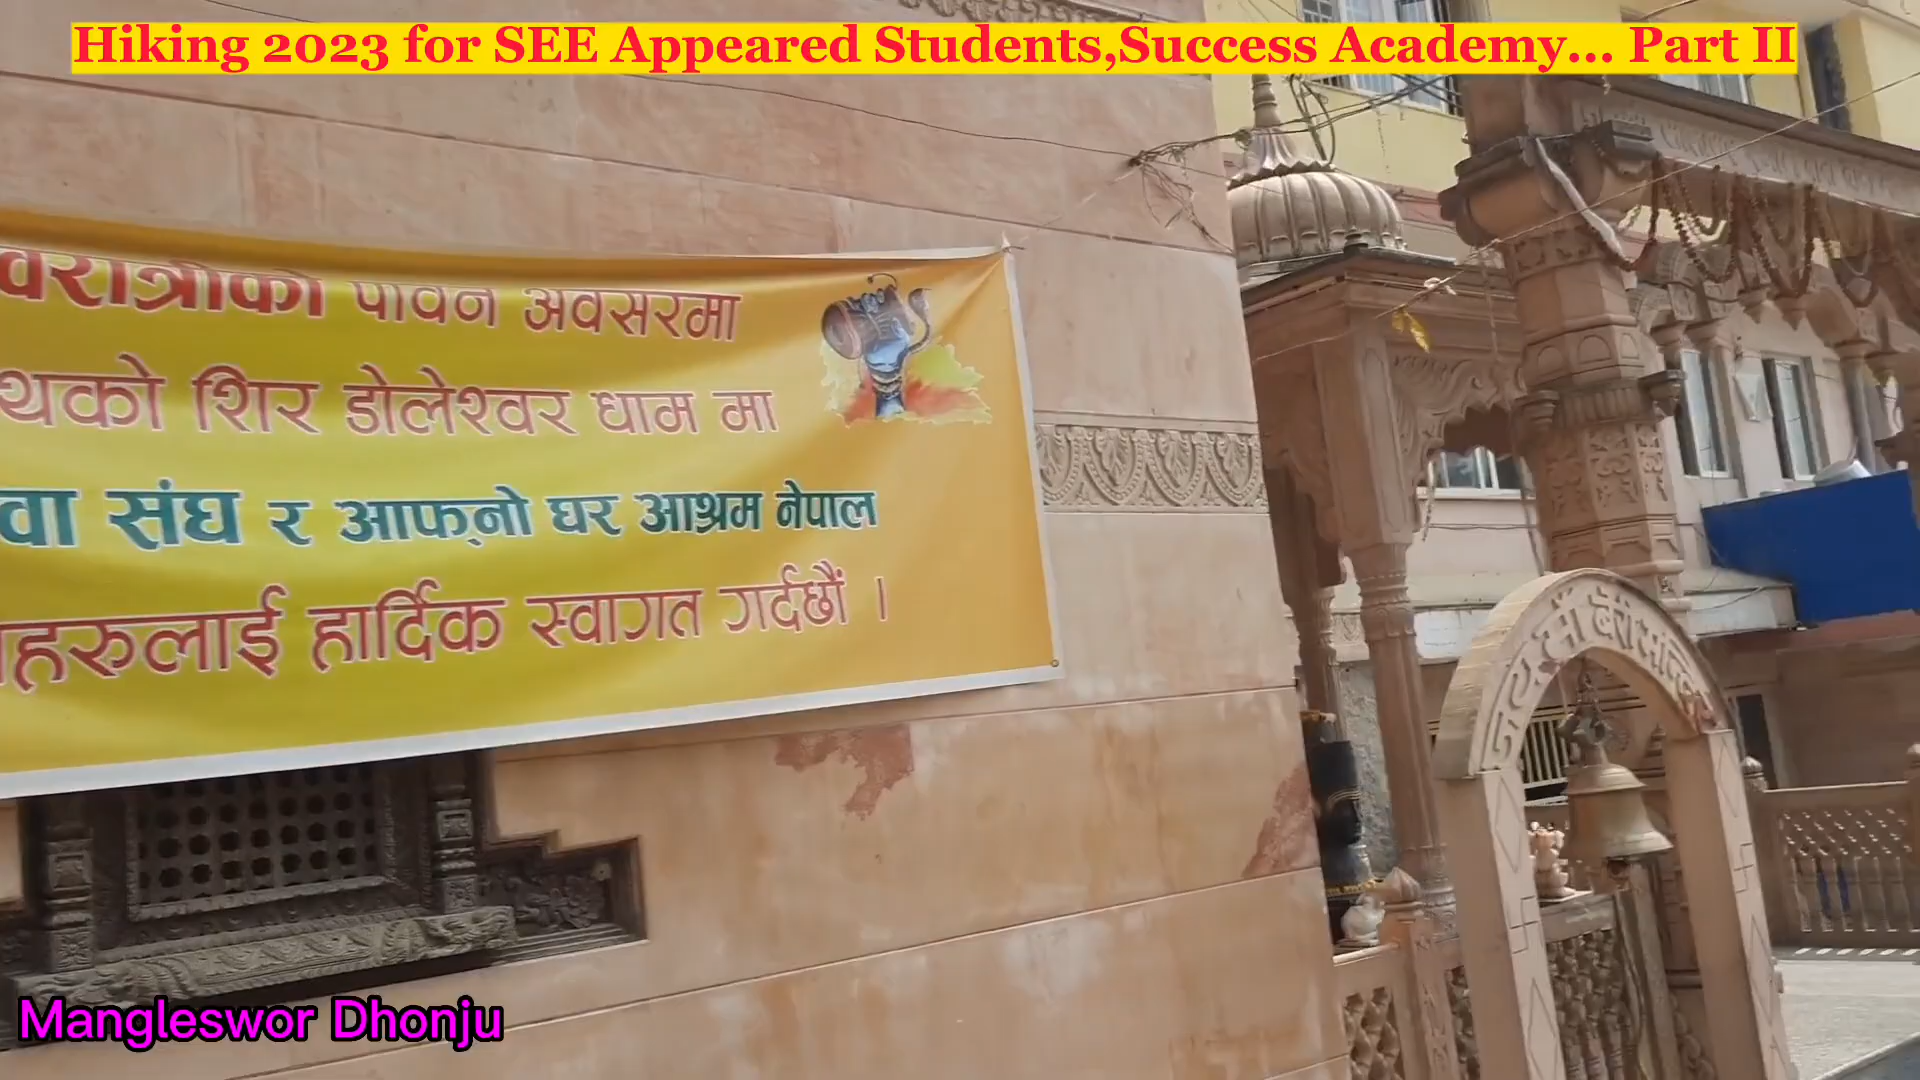 Hiking 2023 for SEE Appeared Students,Success Academy... Part II
वरात्रीको पावन अवसरमा
थको शिर डोलेश्वर धाम मा
वा संघ र आफ्नो घर आश्रम नेपाल
हरुलाई हार्दिक स्वागत गर्दछौं ।
जय माँ
Mangleswor Dhonju